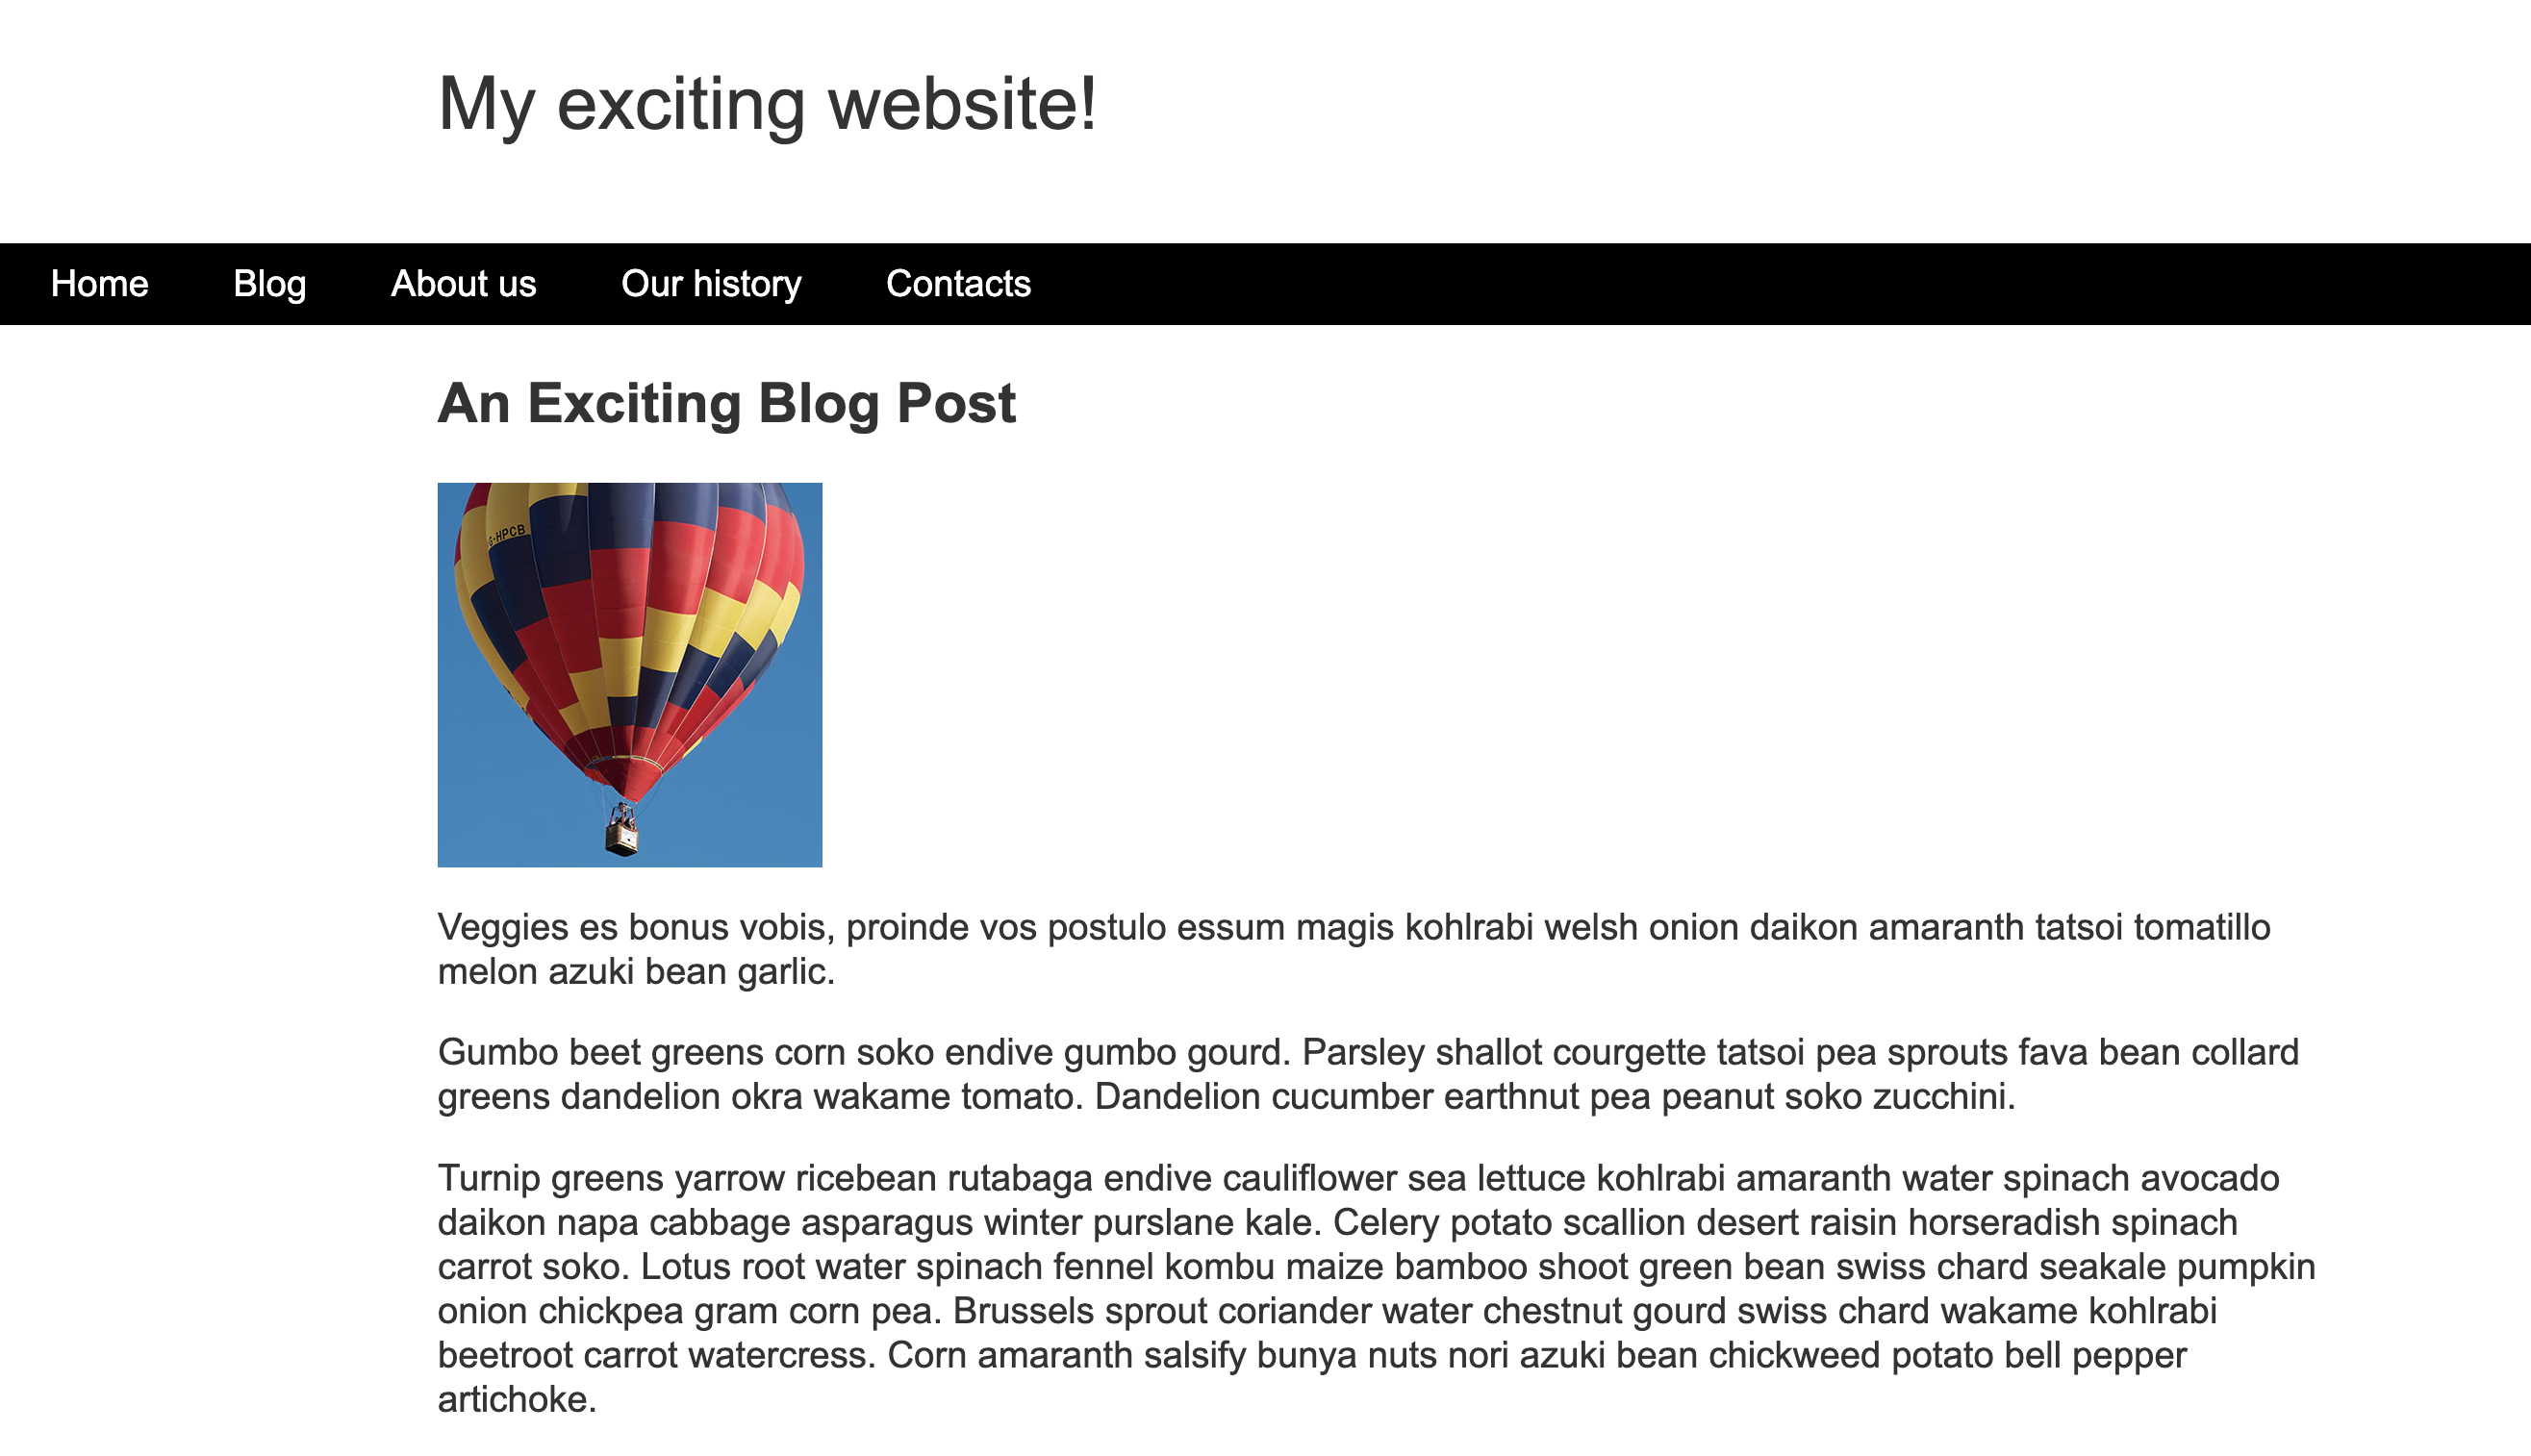 My exciting website!
Home Blog About us Our history Contacts
An Exciting Blog Post
G-HPCB
Veggies es bonus vobis, proinde vos postulo essum magis kohlrabi welsh onion daikon amaranth tatsoi tomatillo
melon azuki bean garlic.
Gumbo beet greens corn soko endive gumbo gourd. Parsley shallot courgette tatsoi pea sprouts fava bean collard
greens dandelion okra wakame tomato. Dandelion cucumber earthnut pea peanut soko zucchini.
Turnip greens yarrow ricebean rutabaga endive cauliflower sea lettuce kohlrabi amaranth water spinach avocado
daikon napa cabbage asparagus winter purslane kale. Celery potato scallion desert raisin horseradish spinach
carrot soko. Lotus root water spinach fennel kombu maize bamboo shoot green bean swiss chard seakale pumpkin
onion chickpea gram corn pea. Brussels sprout coriander water chestnut gourd swiss chard wakame kohlrabi
beetroot carrot watercress. Corn amaranth salsify bunya nuts nori azuki bean chickweed potato bell pepper
artichoke.